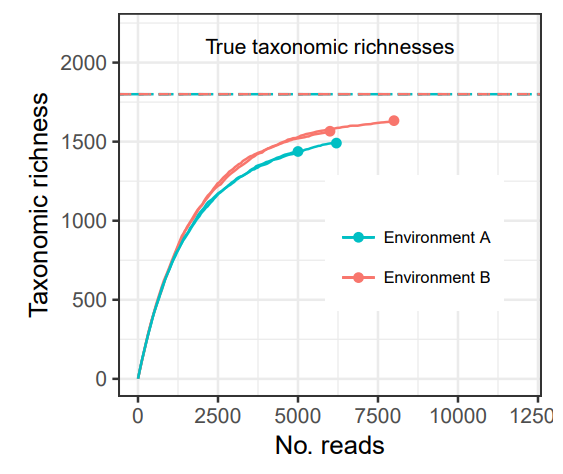 True taxonomic richnesses
2000
1500
1000
500
0
Taxonomic richness
Environment A
Environment B
0 2500 5000 7500 10000 1250
No. reads